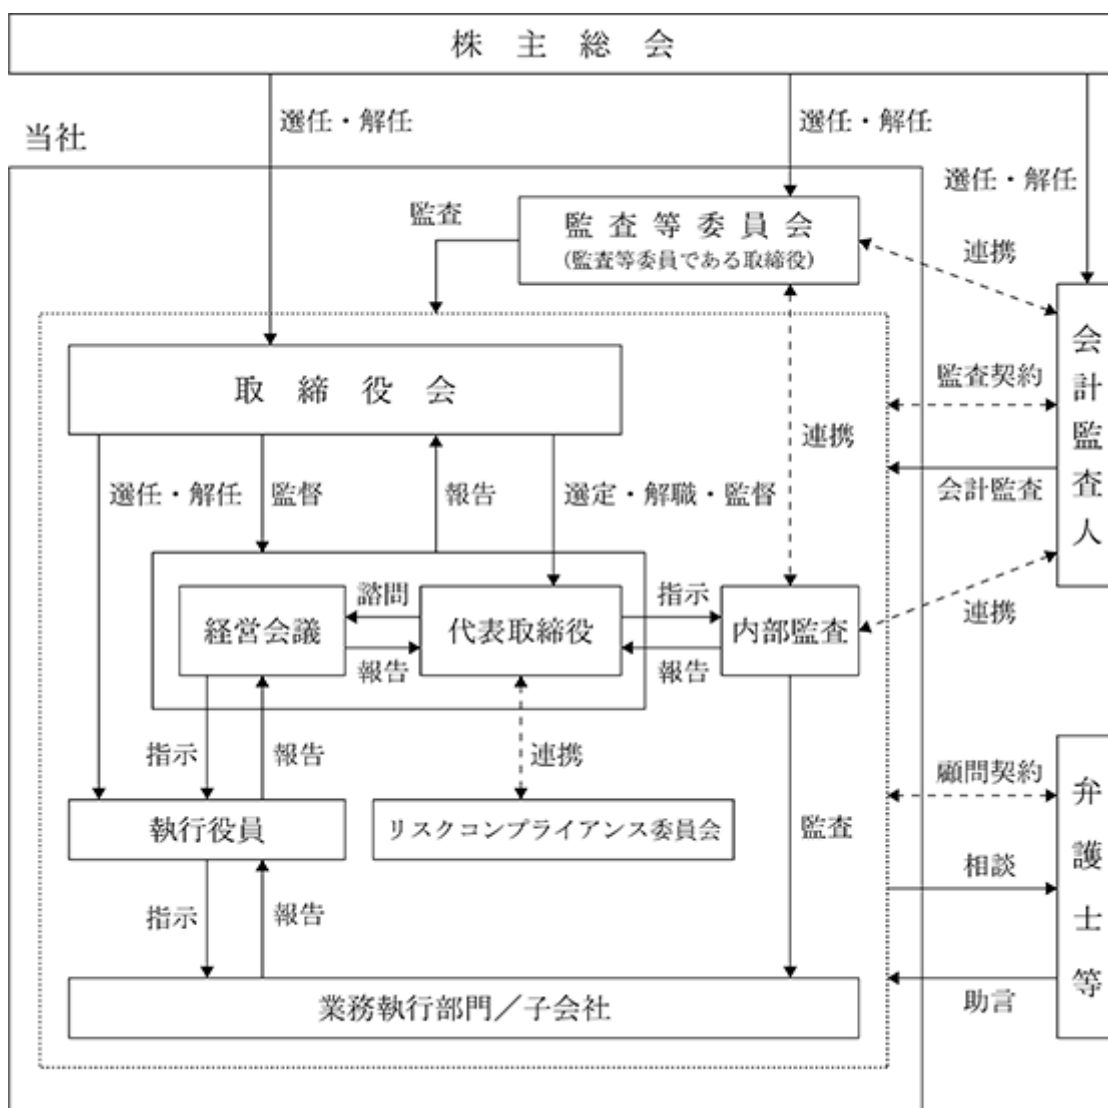 株主総会
選任・解任
選任・解任
選任・解任
当社
監査
監査等委員会
(監査等委員である取締役)
連携
会計監査人
取締役会
監査契約
連携
会計監査
選任・解任
監督
報告
選定・解職・監督
経営会議
諮問
報告
代表取締役
指示
報告
内部監査
連携
指示
報告
連携
監査
執行役員
リスクコンプライアンス委員会
顧問契約
弁護士等
相談
指示
報告
助言
業務執行部門／子会社